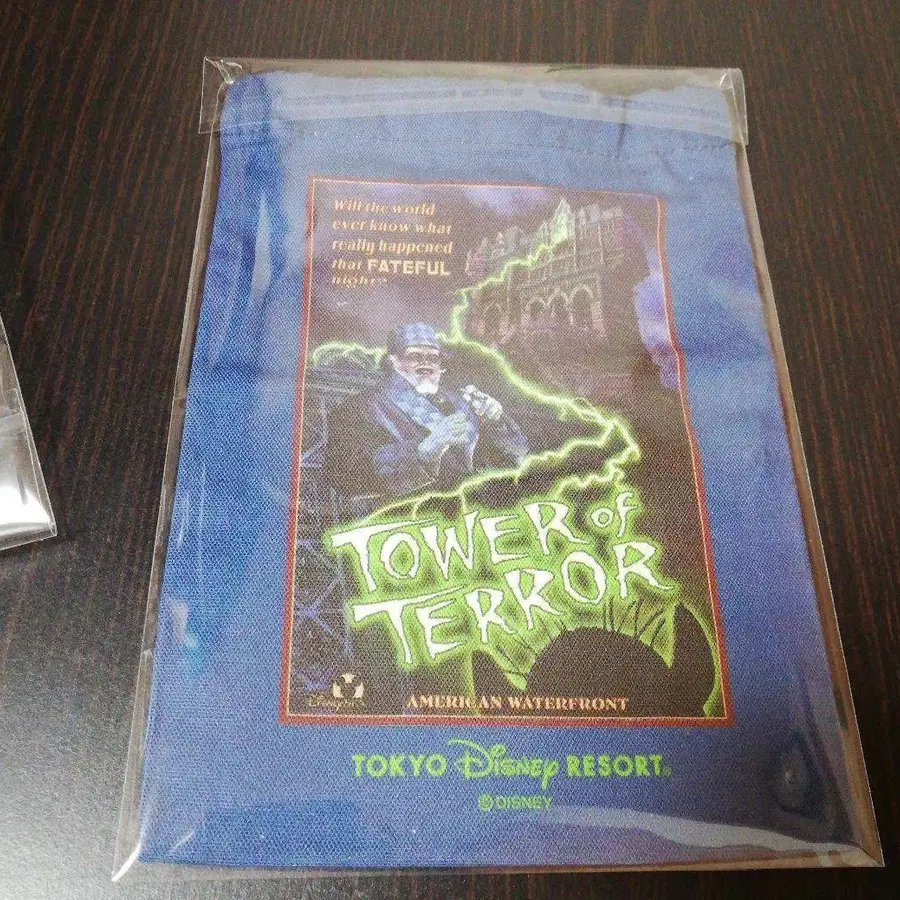 Will the world
ever know what
really happened
that FATEFUL
night?
TOWER of
TERROR
AMERICAN WATERFRONT
TOKYO Disney RESORT®
© DISNEY